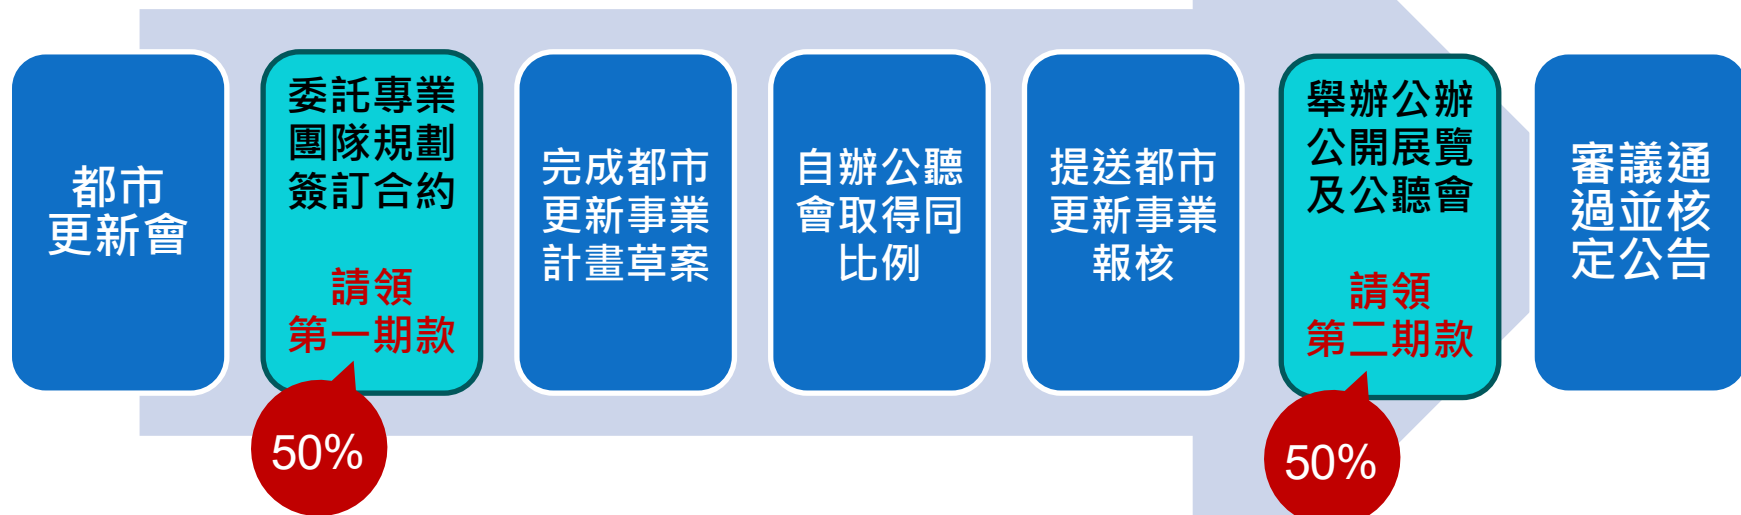 都市
更新會
委託專業
團隊規劃
簽訂合約
請領
第一期款
50%
完成都市
更新事業
計畫草案
自辦公聽
會取得同
比例
提送都市
更新事業
報核
舉辦公辦
公開展覽
及公聽會
請領
第二期款
50%
審議通
過並核
定公告